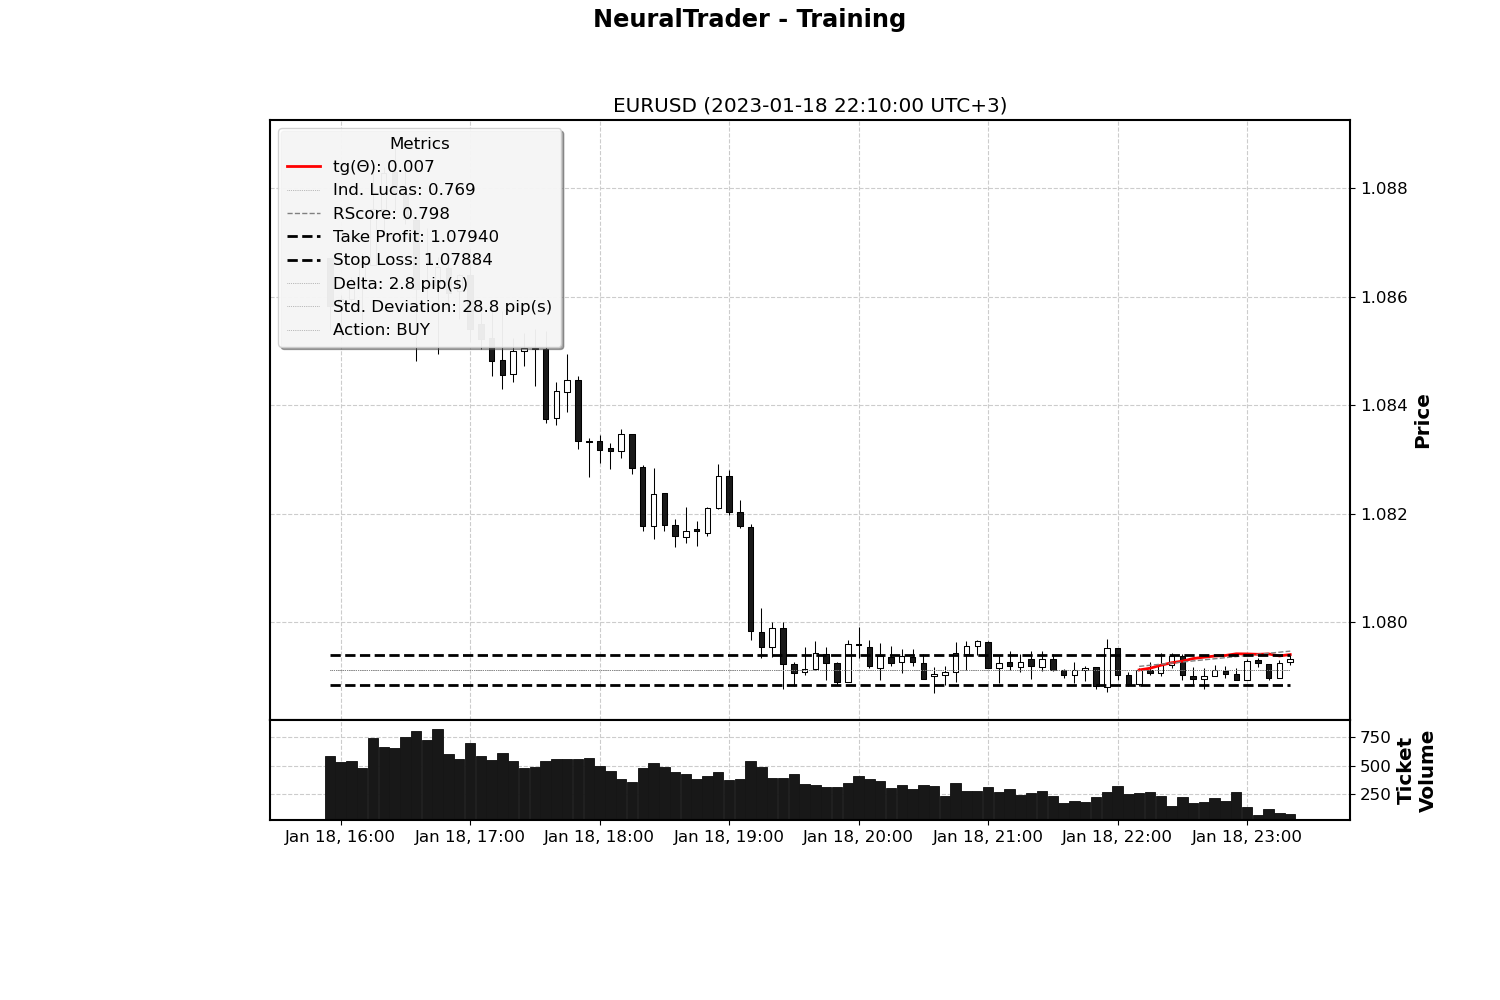 NeuralTrader - Training
EURUSD (2023-01-18 22:10:00 UTC+3)
Metrics
tg(Θ): 0.007
Ind. Lucas: 0.769
RScore: 0.798
Take Profit: 1.07940
Stop Loss: 1.07884
Delta: 2.8 pip(s)
Std. Deviation: 28.8 pip(s)
Action: BUY
1.088
1.086
1.084
1.082
1.080
Price
750
500
250
Ticket
Volume
Jan 18, 16:00
Jan 18, 17:00
Jan 18, 18:00
Jan 18, 19:00
Jan 18, 20:00
Jan 18, 21:00
Jan 18, 22:00
Jan 18, 23:00